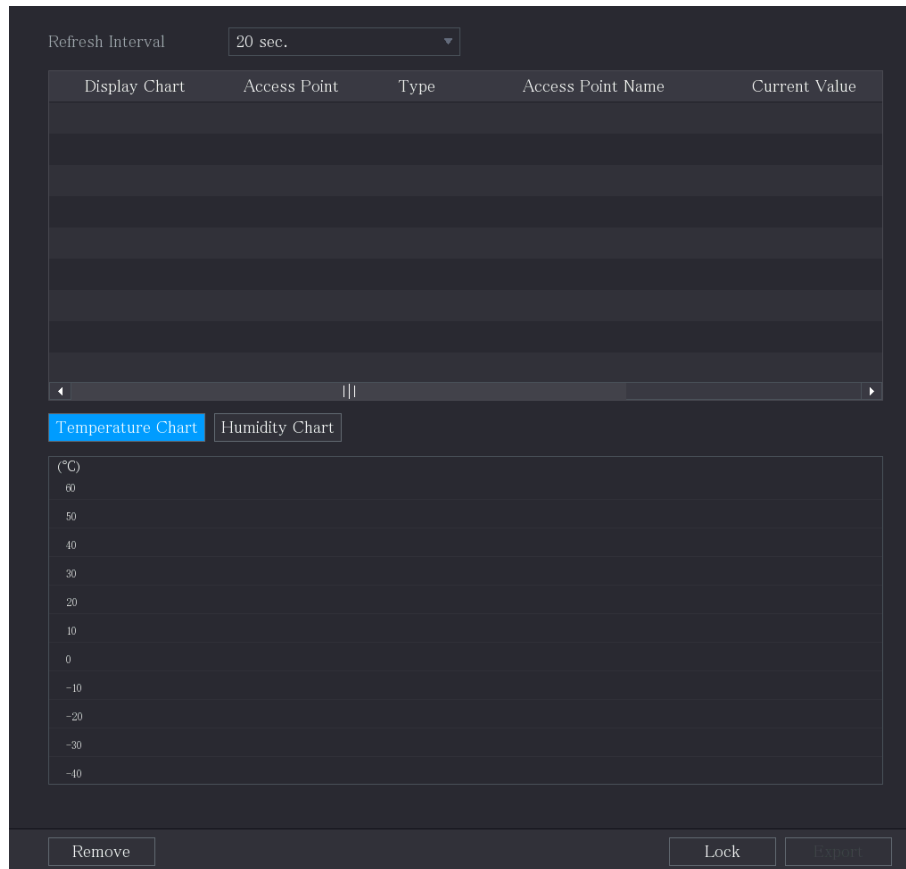 Refresh Interval 20 sec.
Display Chart Access Point Type Access Point Name Current Value
Temperature Chart Humidity Chart
(°C)
60
50
40
30
20
10
0
-10
-20
-30
-40
Remove Lock Export